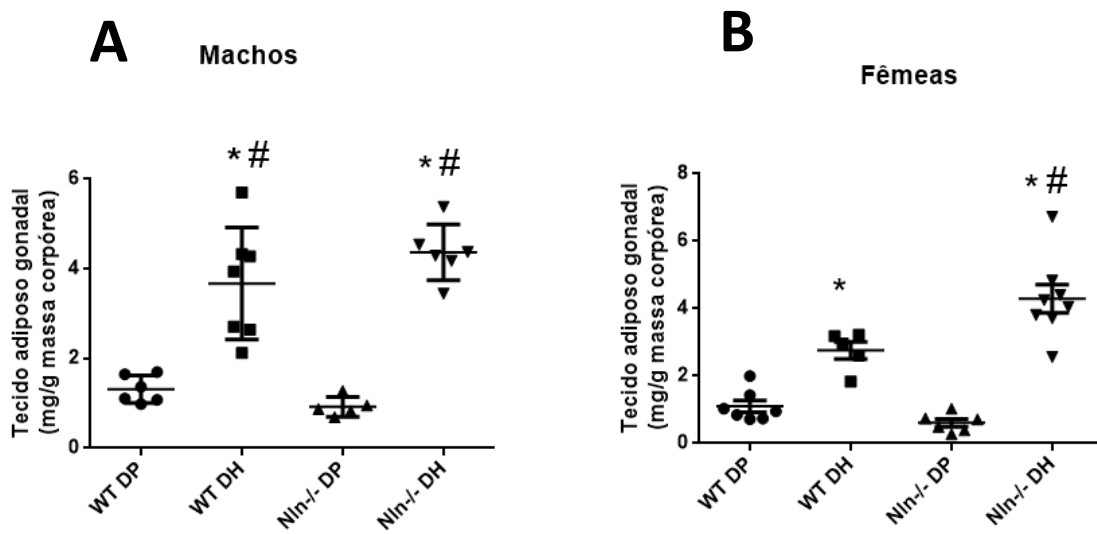 A
Machos
* #
* #
Tecido adiposo gonadal
(mg/g massa corpórea)
6
4
2
0
WT DP
WT DH
Nln-/- DP
Nln-/- DH
B
Fêmeas
* #
*
Tecido adiposo gonadal
(mg/g massa corpórea)
8
6
4
2
0
WT DP
WT DH
Nln-/- DP
Nln-/- DH